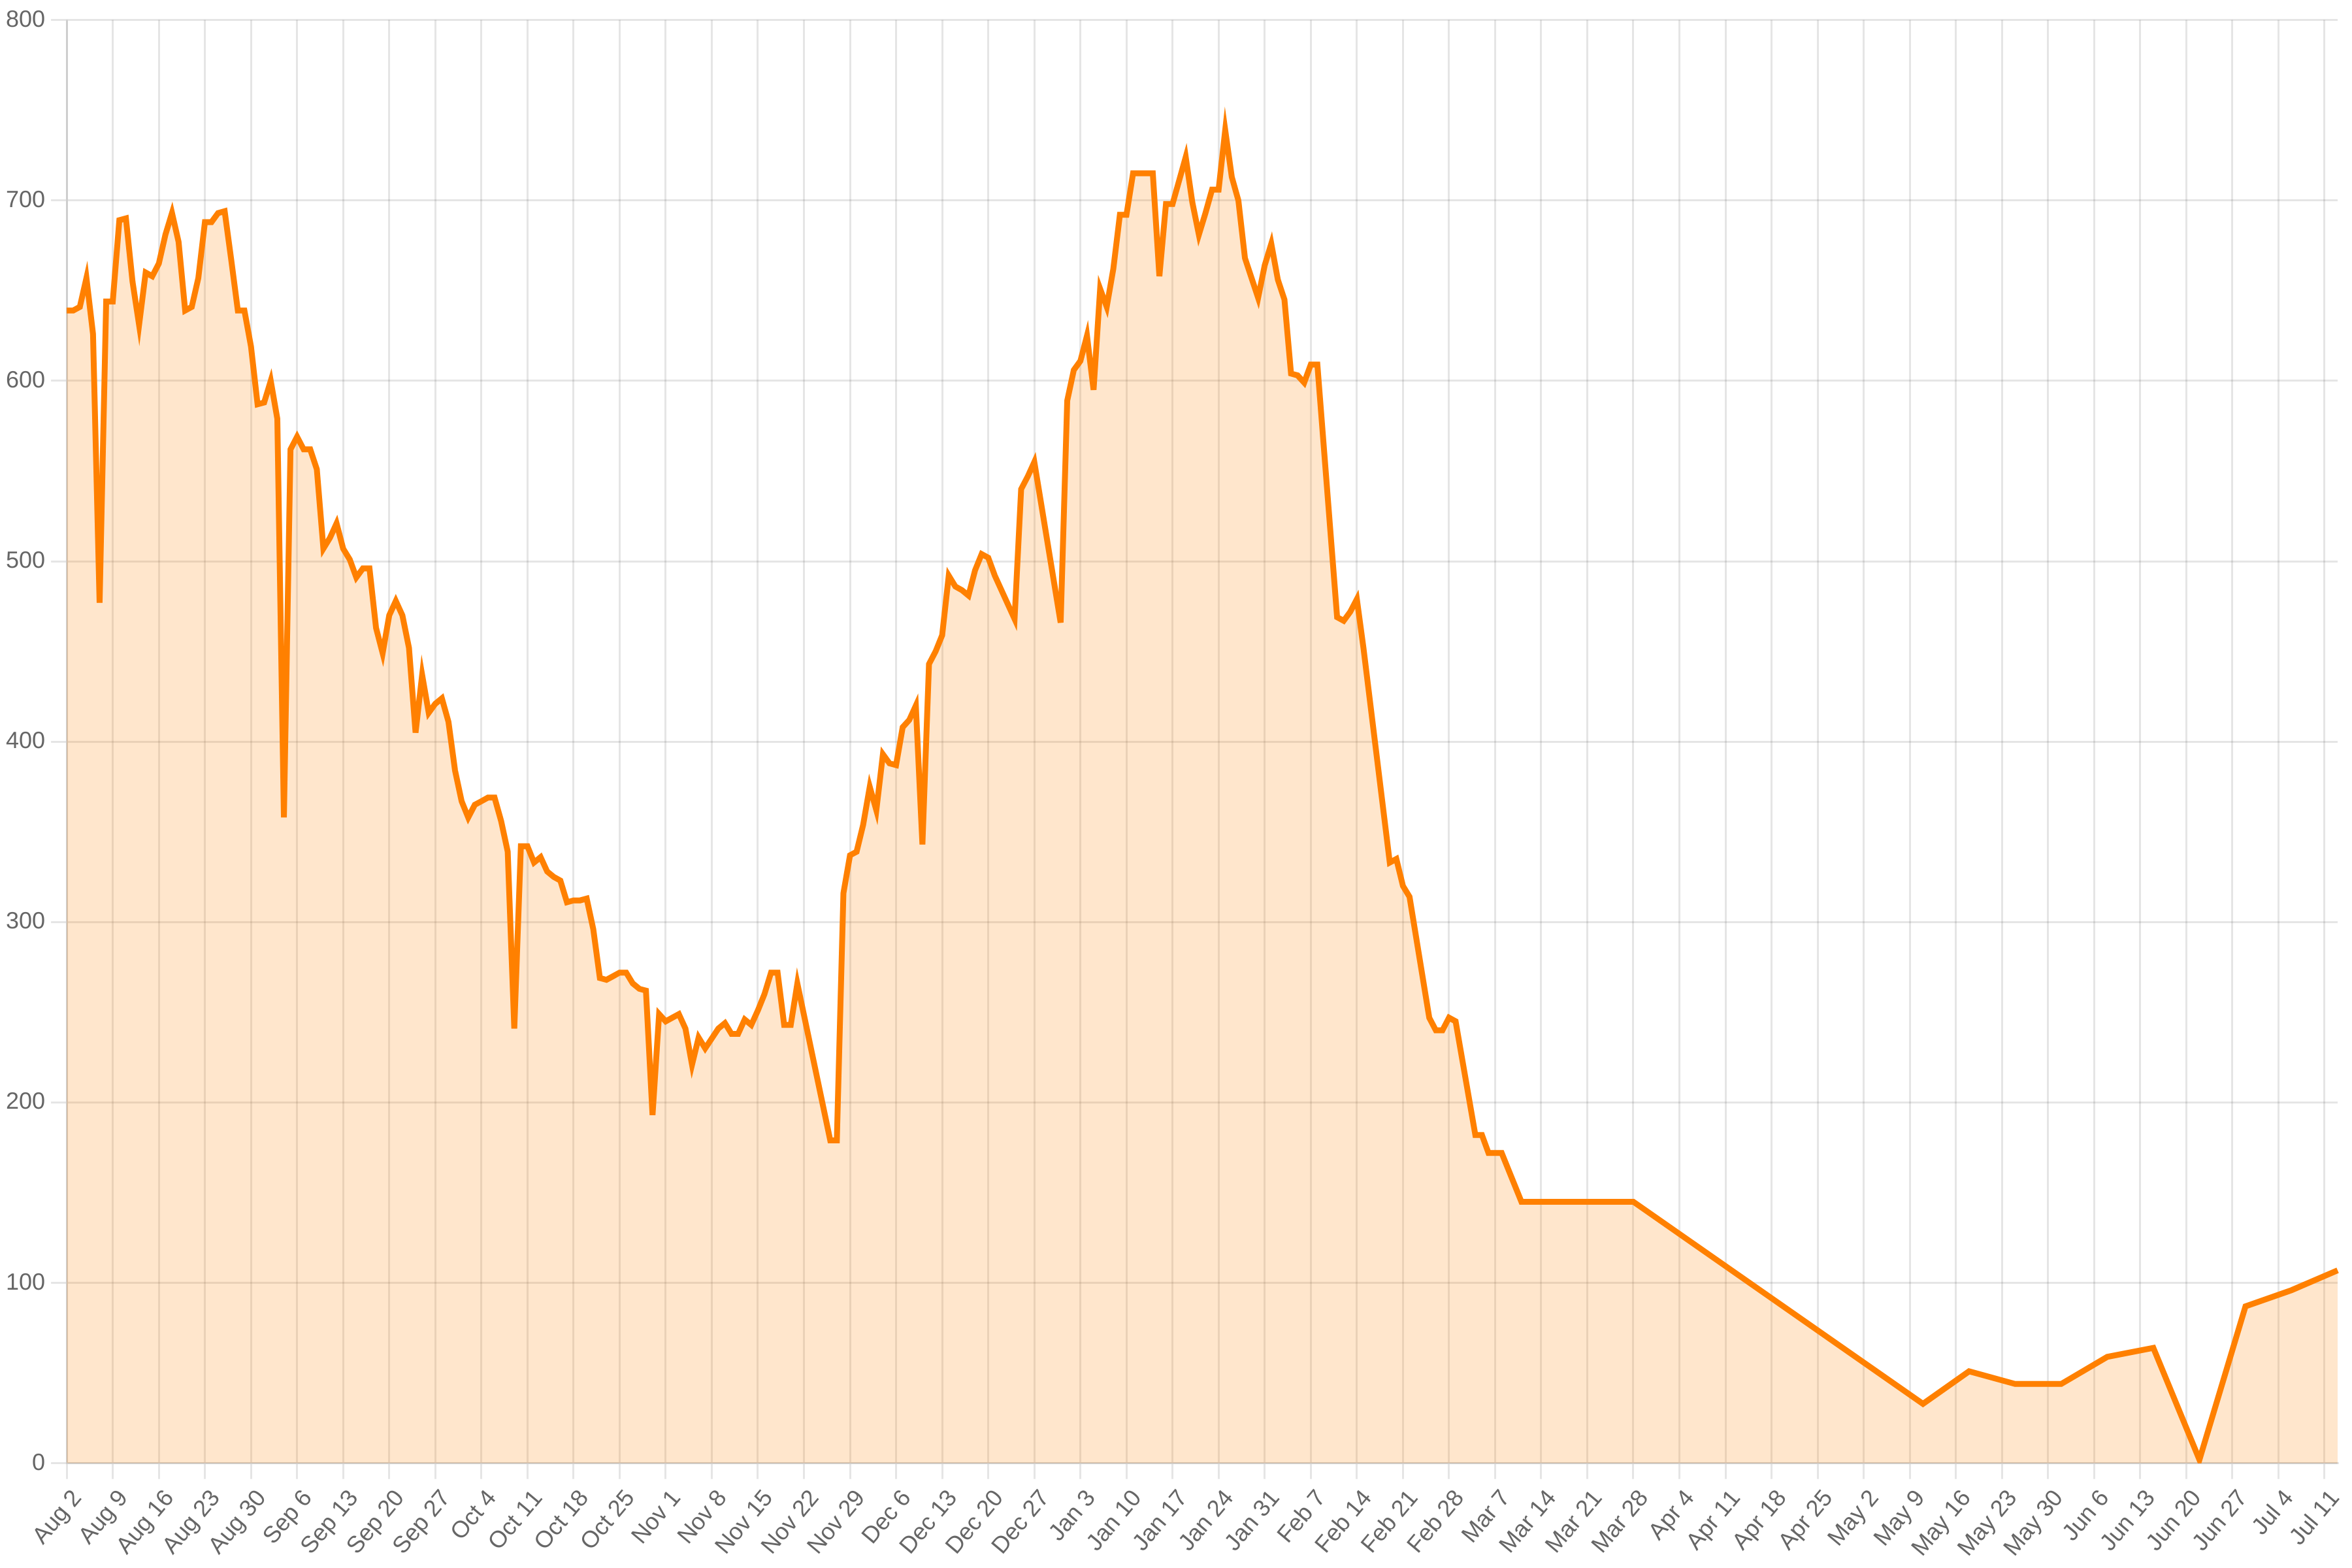 800
700
600
500
400
300
200
100
0
Aug 2
Aug 9
Aug 16
Aug 23
Aug 30
Sep 6
Sep 13
Sep 20
Sep 27
Oct 4
Oct 11
Oct 18
Oct 25
Nov 1
Nov 8
Nov 15
Nov 22
Nov 29
Dec 6
Dec 13
Dec 20
Dec 27
Jan 3
Jan 10
Jan 17
Jan 24
Jan 31
Feb 7
Feb 14
Feb 21
Feb 28
Mar 7
Mar 14
Mar 21
Mar 28
Apr 4
Apr 11
Apr 18
Apr 25
May 2
May 9
May 16
May 23
May 30
Jun 6
Jun 13
Jun 20
Jun 27
Jul 4
Jul 11